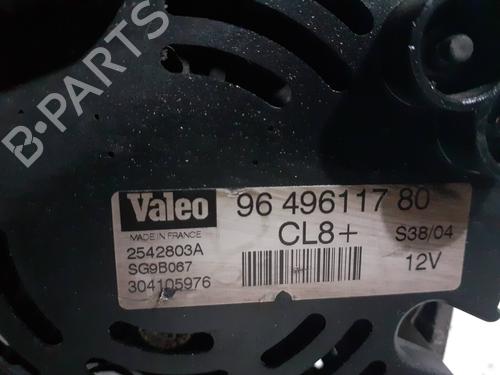 B-PARTS
Valeo 96 496117 80
MADE IN FRANCE CL8+ S38/04
2542803A
SG9B067 12V
304105976